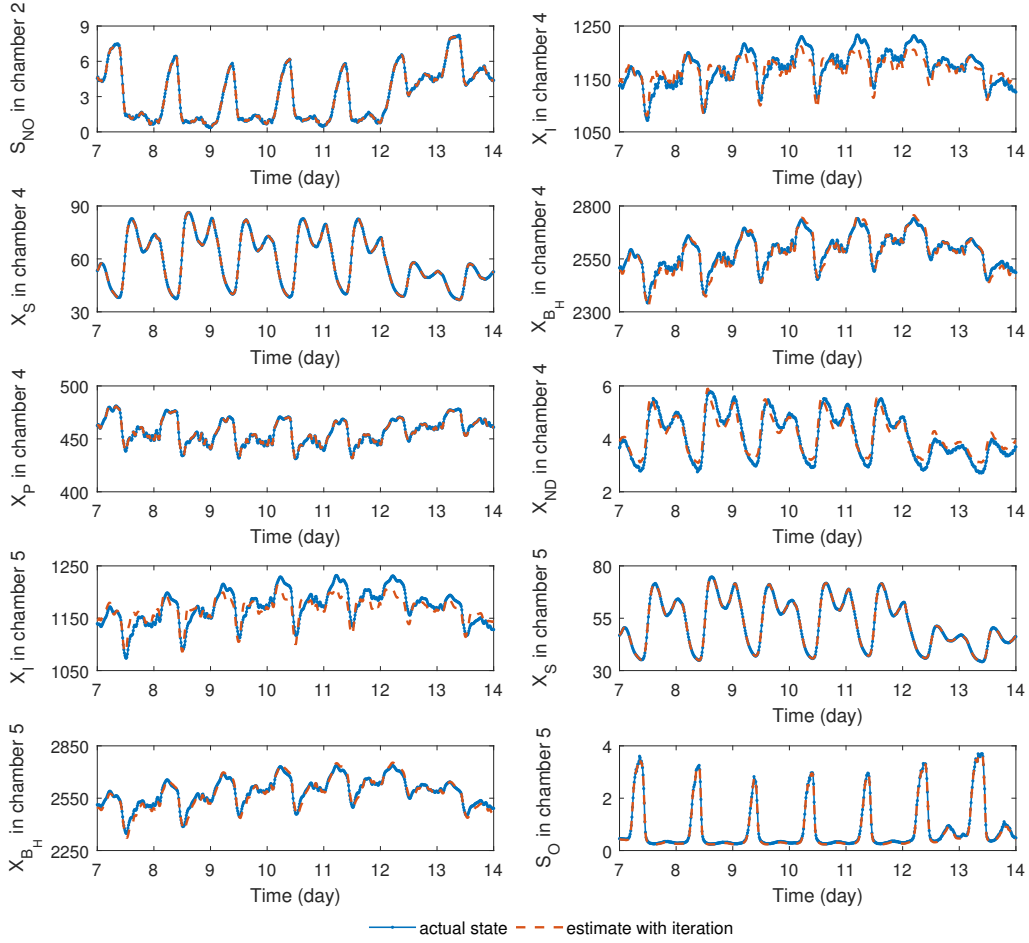 S_NO in chamber 2
9
6
3
0
7 8 9 10 11 12 13 14
Time (day)
X_I in chamber 4
1250
1150
1050
7 8 9 10 11 12 13 14
Time (day)
X_S in chamber 4
90
60
30
7 8 9 10 11 12 13 14
Time (day)
X_B_H in chamber 4
2800
2550
2300
7 8 9 10 11 12 13 14
Time (day)
X_P in chamber 4
500
450
400
7 8 9 10 11 12 13 14
Time (day)
X_ND in chamber 4
6
4
2
7 8 9 10 11 12 13 14
Time (day)
X_I in chamber 5
1250
1150
1050
7 8 9 10 11 12 13 14
Time (day)
X_S in chamber 5
80
55
30
7 8 9 10 11 12 13 14
Time (day)
X_B_H in chamber 5
2850
2550
2250
7 8 9 10 11 12 13 14
Time (day)
S_O in chamber 5
4
2
0
7 8 9 10 11 12 13 14
Time (day)
actual state estimate with iteration